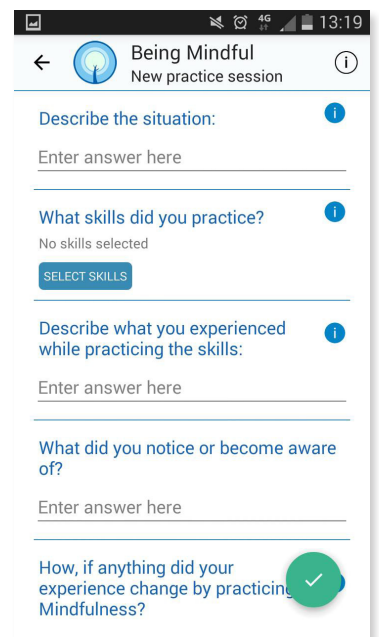 4G 13:19
Being Mindful
New practice session
i
Describe the situation:
i
Enter answer here
What skills did you practice?
i
No skills selected
SELECT SKILLS
Describe what you experienced
while practicing the skills:
i
Enter answer here
What did you notice or become aware
of?
Enter answer here
How, if anything did your
experience change by practicing
Mindfulness?